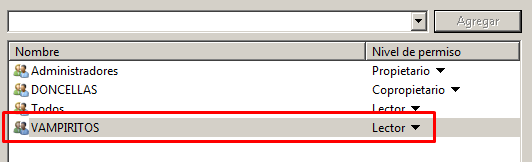 Agregar
Nombre Nivel de permiso
Administradores Propietario
DONCELLAS Copropietario
Todos Lector
VAMPIRITOS Lector